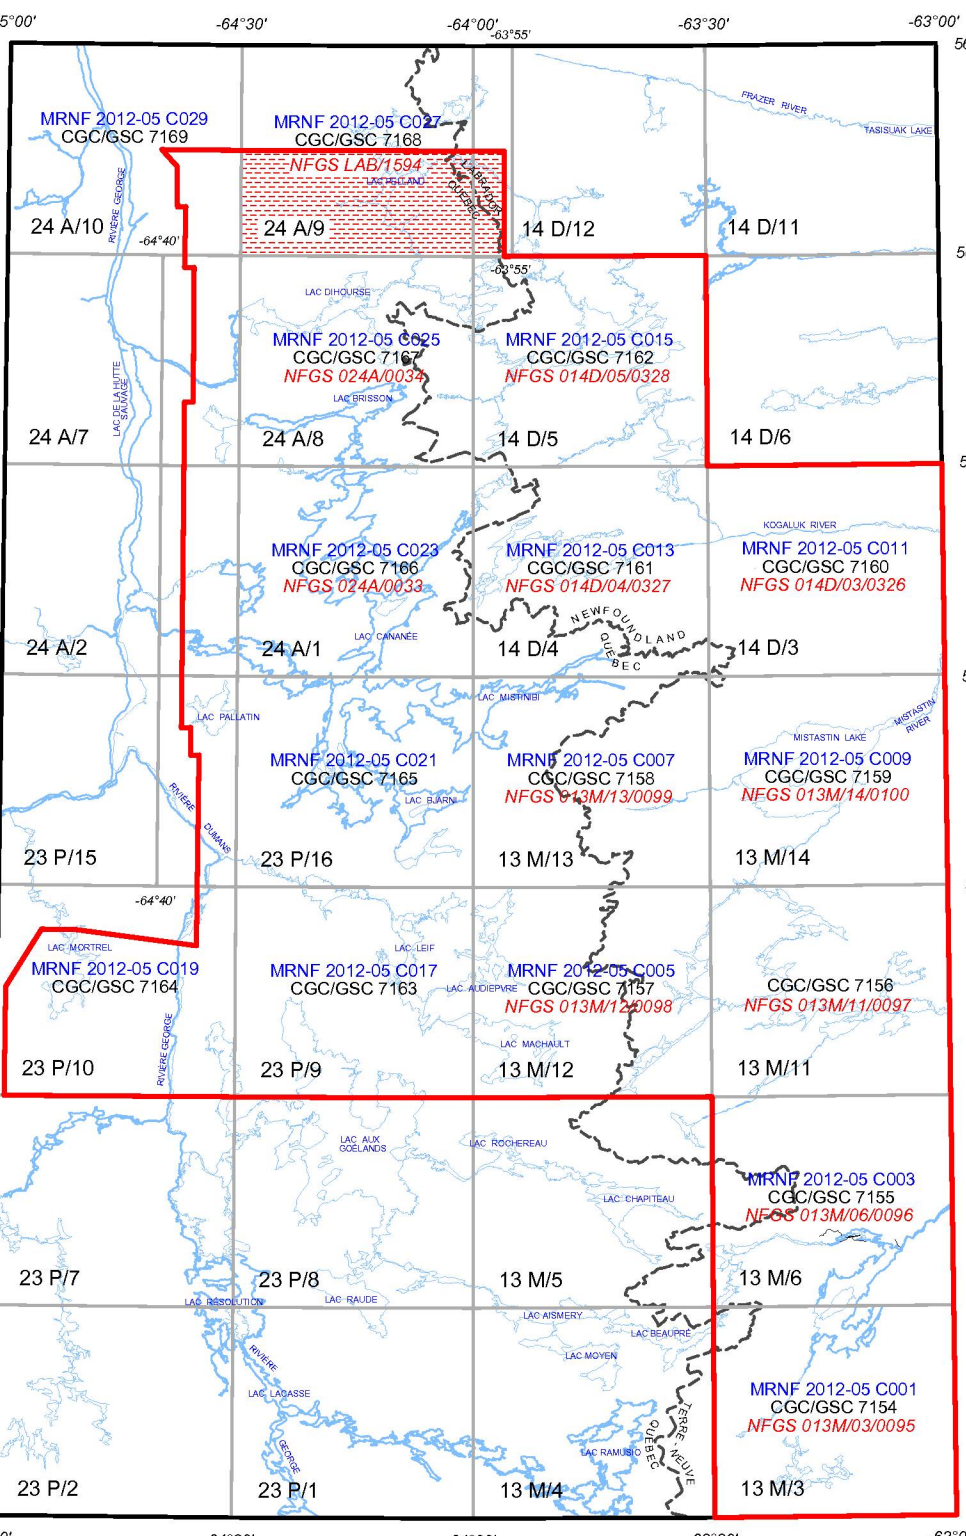 5°00'
-64°30'
-64°00'
-63°55'
-63°30'
-63°00'
56
MRNF 2012-05 C029
CGC/GSC 7169
MRNF 2012-05 C027
CGC/GSC 7168
NFGS LAB/1594
FRAZER RIVER
TASISUAK LAKE
LABRADOR
QUÉBEC
RIVIÈRE GEORGE
24 A/10
-64°40'
24 A/9
14 D/12
14 D/11
-63°55'
5
LAC DIHOURSE
MRNF 2012-05 C025
CGC/GSC 7167
NFGS 024A/0034
MRNF 2012-05 C015
CGC/GSC 7162
NFGS 014D/05/0328
LAC DE LA HUTTE
SAUVAGE
LAC BRISSON
24 A/7
24 A/8
14 D/5
14 D/6
5
KOGALUK RIVER
MRNF 2012-05 C023
CGC/GSC 7166
NFGS 024A/0033
MRNF 2012-05 C013
CGC/GSC 7161
NFGS 014D/04/0327
MRNF 2012-05 C011
CGC/GSC 7160
NFGS 014D/03/0326
NEWFOUNDLAND
QUÉBEC
LAC CANANÉE
24 A/2
24 A/1
14 D/4
14 D/3
5
LAC MISTINIBI
LAC PALLATIN
MISTASTIN
RIVER
MISTASTIN LAKE
MRNF 2012-05 C021
CGC/GSC 7165
MRNF 2012-05 C007
CGC/GSC 7158
NFGS 013M/13/0099
MRNF 2012-05 C009
CGC/GSC 7159
NFGS 013M/14/0100
LAC BJARNI
RIVIÈRE
DUMANS
23 P/15
23 P/16
13 M/13
13 M/14
-64°40'
LAC MORTREL
LAC LEIF
MRNF 2012-05 C019
CGC/GSC 7164
MRNF 2012-05 C017
CGC/GSC 7163
LAC AUDIEPVRE
MRNF 2012-05 C005
CGC/GSC 7157
NFGS 013M/12/0098
CGC/GSC 7156
NFGS 013M/11/0097
RIVIÈRE GEORGE
LAC MACHAULT
23 P/10
23 P/9
13 M/12
13 M/11
LAC AUX
GOÉLANDS
LAC ROCHEREAU
LAC CHAPITEAU
MRNF 2012-05 C003
CGC/GSC 7155
NFGS 013M/06/0096
23 P/7
23 P/8
13 M/5
13 M/6
LAC RÉSOLUTION
LAC RAUDE
LAC AISMERY
LAC BEAUPRÉ
LAC MOYEN
RIVIÈRE
LAC LACASSE
GEORGE
MRNF 2012-05 C001
CGC/GSC 7154
NFGS 013M/03/0095
TERRE-NEUVE
QUÉBEC
LAC RAMUSIO
23 P/2
23 P/1
13 M/4
13 M/3